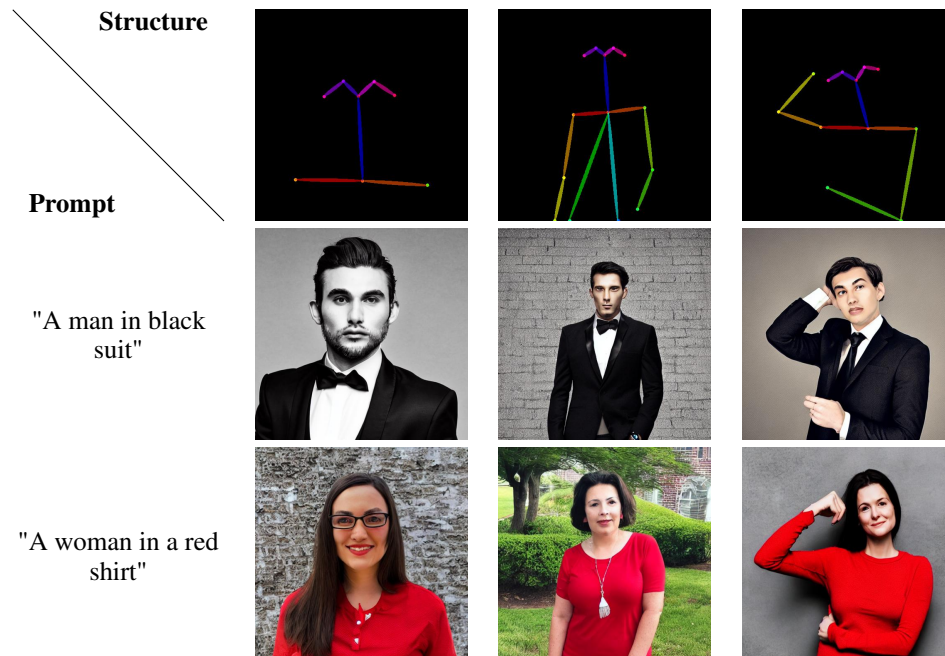 Structure
Prompt
"A man in black
suit"
"A woman in a red
shirt"